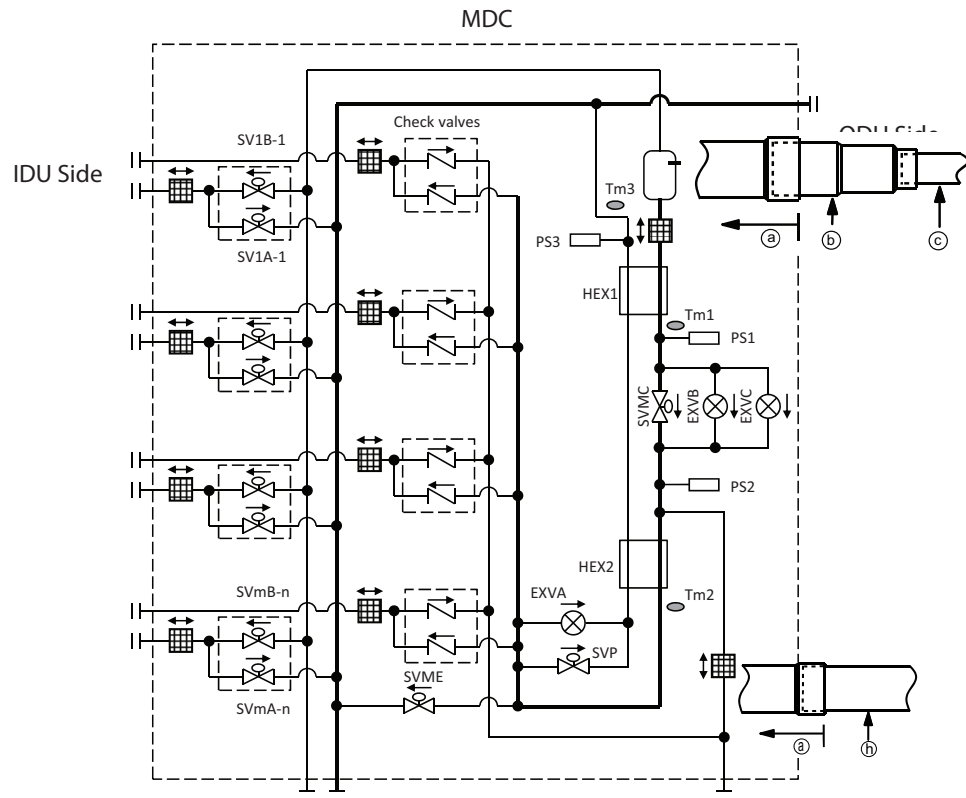 MDC
Check valves
SV1B-1
IDU Side
SV1A-1
Tm3
PS3
ⓐ
ⓑ
ⓒ
HEX1
Tm1
PS1
SVMC
EXVB
EXVC
PS2
HEX2
SVmB-n
EXVA
Tm2
SVP
SVME
SVmA-n
ⓐ
ⓗ